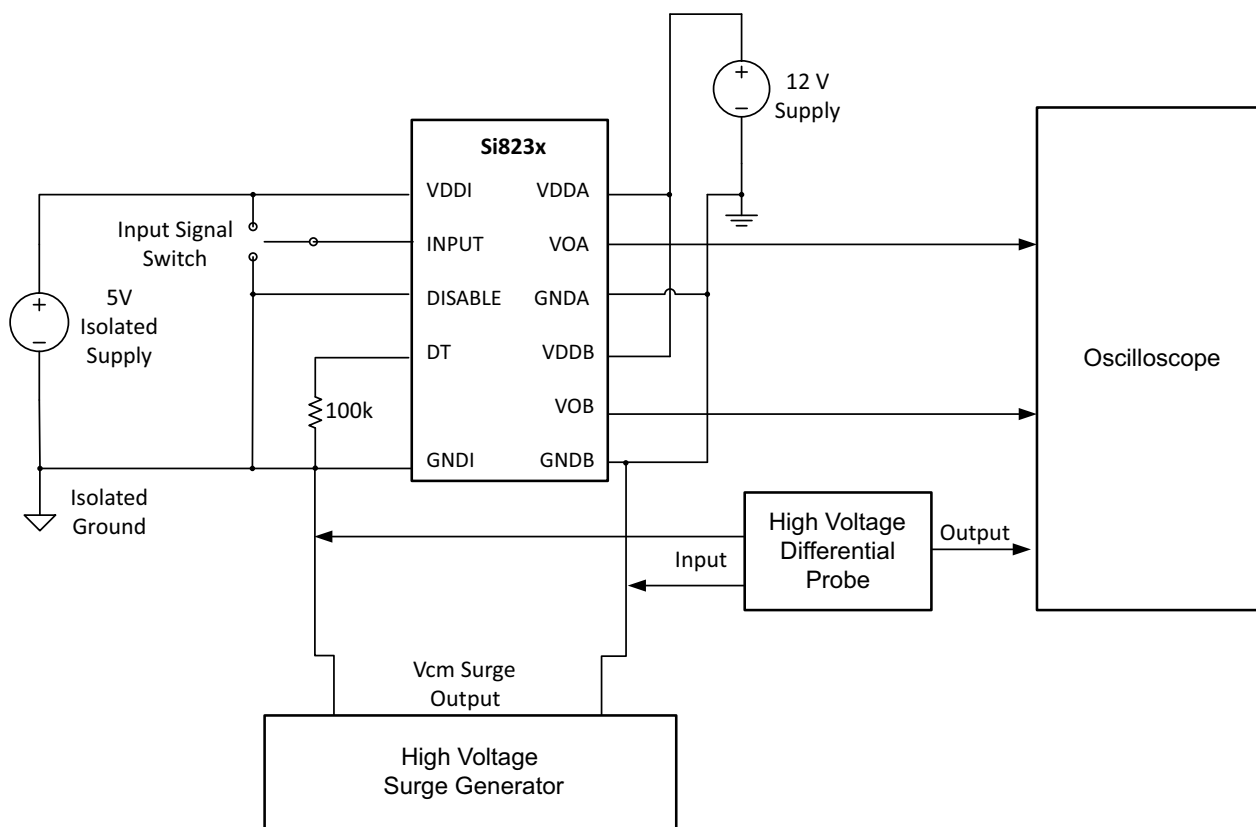 12 V
Supply
Si823x
VDDI
VDDA
Input Signal
Switch
INPUT
VOA
5V
Isolated
Supply
DISABLE
GNDA
DT
VDDB
Oscilloscope
100k
VOB
GNDI
GNDB
Isolated
Ground
High Voltage
Differential
Probe
Output
Input
Vcm Surge
Output
High Voltage
Surge Generator